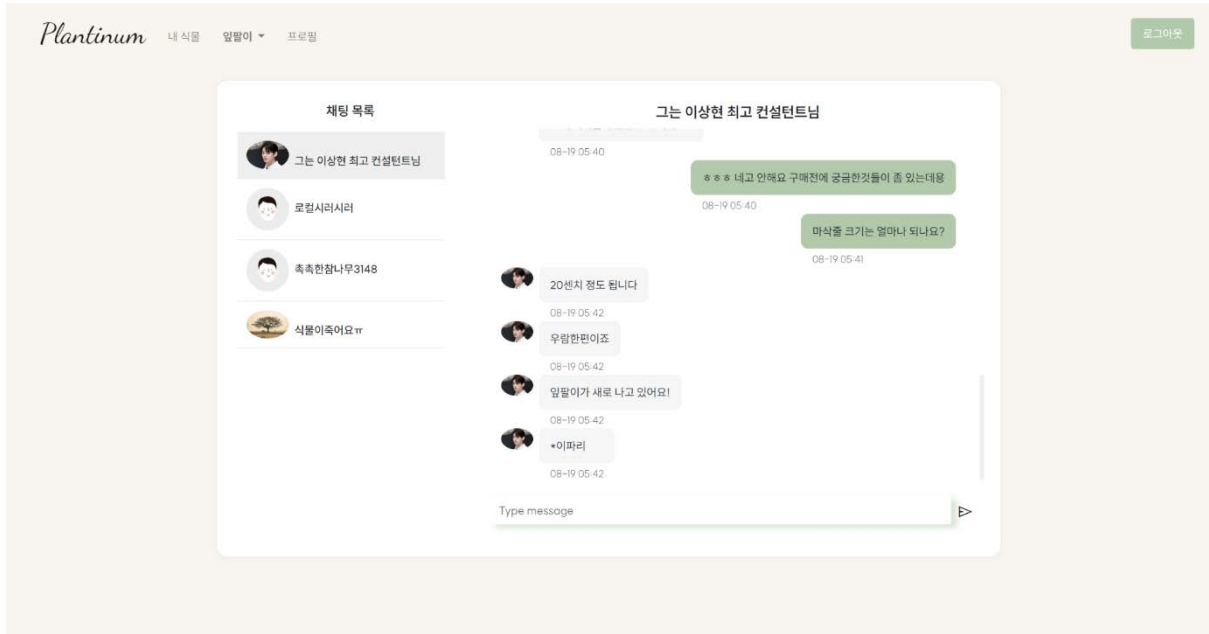 Plantinum 내 식물 잎팔이 프로필 로그아웃
채팅 목록
그는 이상현 최고 컨설턴트님
로컬시러시러
촉촉한참나무3148
식물이죽어요ㅠ
그는 이상현 최고 컨설턴트님
08-19 05:40
ㅎㅎㅎ 네고 안해요 구매전에 궁금한것들이 좀 있는데용
08-19 05:40
마삭줄 크기는 얼마나 되나요?
08-19 05:41
20센치 정도 됩니다
08-19 05:42
우람한편이죠
08-19 05:42
잎팔이가 새로 나고 있어요!
08-19 05:42
*이파리
08-19 05:42
Type message